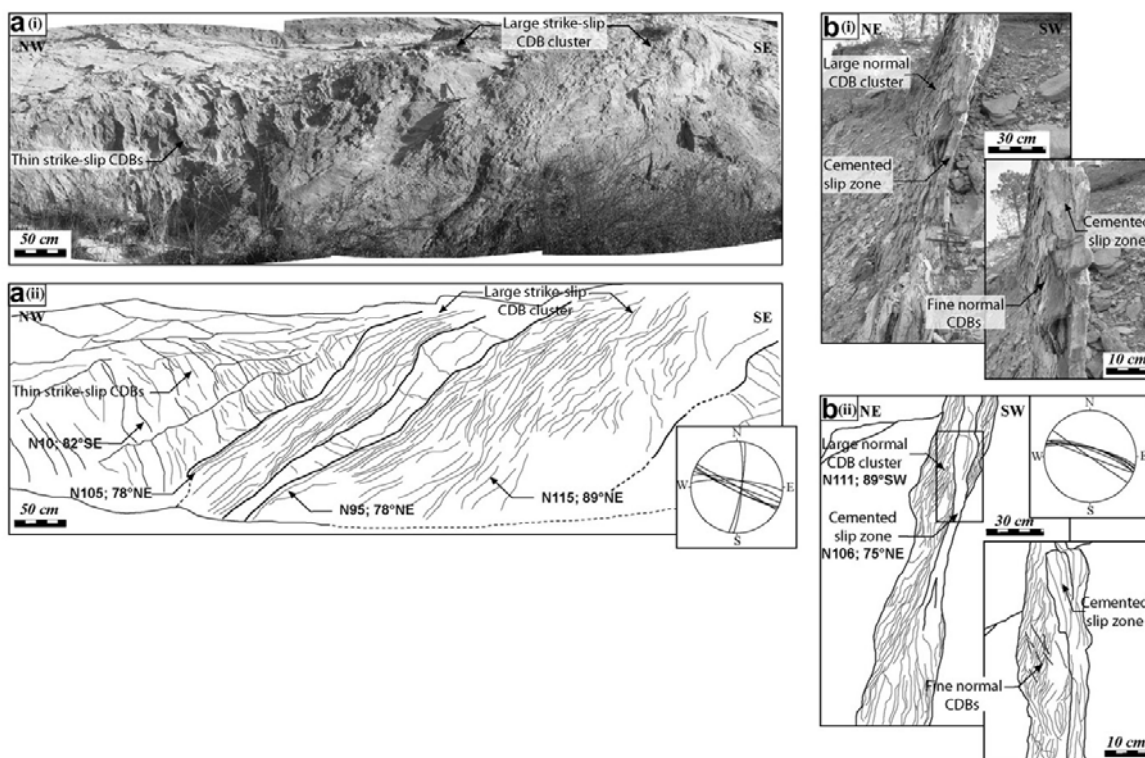 a (i)
NW
Large strike-slip
CDB cluster
SE
Thin strike-slip CDBs
50 cm
a (ii)
NW
Large strike-slip
CDB cluster
SE
Thin strike-slip CDBs
N10; 82°SE
N105; 78°NE
N95; 78°NE
N115; 89°NE
50 cm
N
W
E
S
b (i)
NE
SW
Large normal
CDB cluster
30 cm
Cemented
slip zone
Cemented
slip zone
Fine normal
CDBs
10 cm
b (ii)
NE
SW
Large normal
CDB cluster
N111; 89°SW
Cemented
slip zone
N106; 75°NE
N
W
E
S
30 cm
Cemented
slip zone
Fine normal
CDBs
10 cm